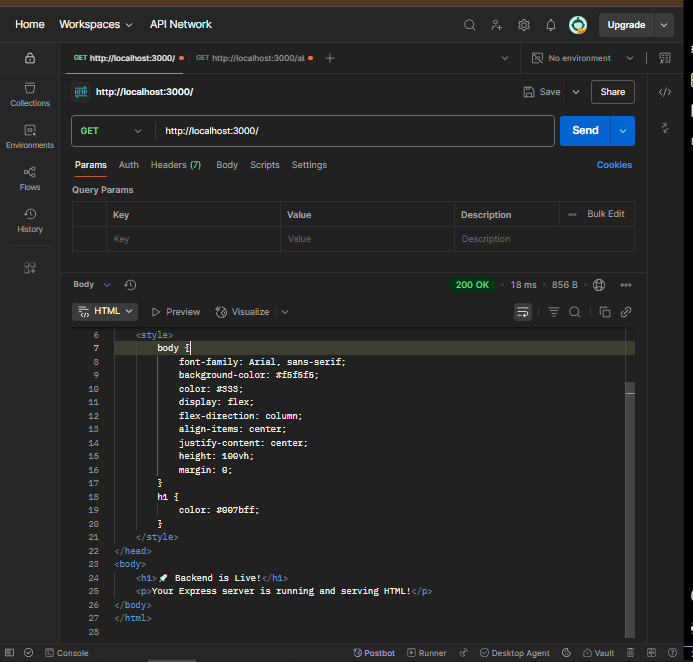 Home Workspaces API Network Upgrade
GET http://localhost:3000/ GET http://localhost:3000/al No environment
HTTP http://localhost:3000/ Save Share
Collections
Environments
Flows
History
GET http://localhost:3000/ Send
Params Auth Headers (7) Body Scripts Settings Cookies
Query Params
Key Value Description Bulk Edit
Key Value Description
Body 200 OK 18 ms 856 B
HTML Preview Visualize
6 <style>
7 body {
8 font-family: Arial, sans-serif;
9 background-color: #f5f5f5;
10 color: #333;
11 display: flex;
12 flex-direction: column;
13 align-items: center;
14 justify-content: center;
15 height: 100vh;
16 margin: 0;
17 }
18 h1 {
19 color: #007bff;
20 }
21 </style>
22 </head>
23 <body>
24 <h1>🚀 Backend is Live!</h1>
25 <p>Your Express server is running and serving HTML!</p>
26 </body>
27 </html>
28
Console Postbot Runner Desktop Agent Vault